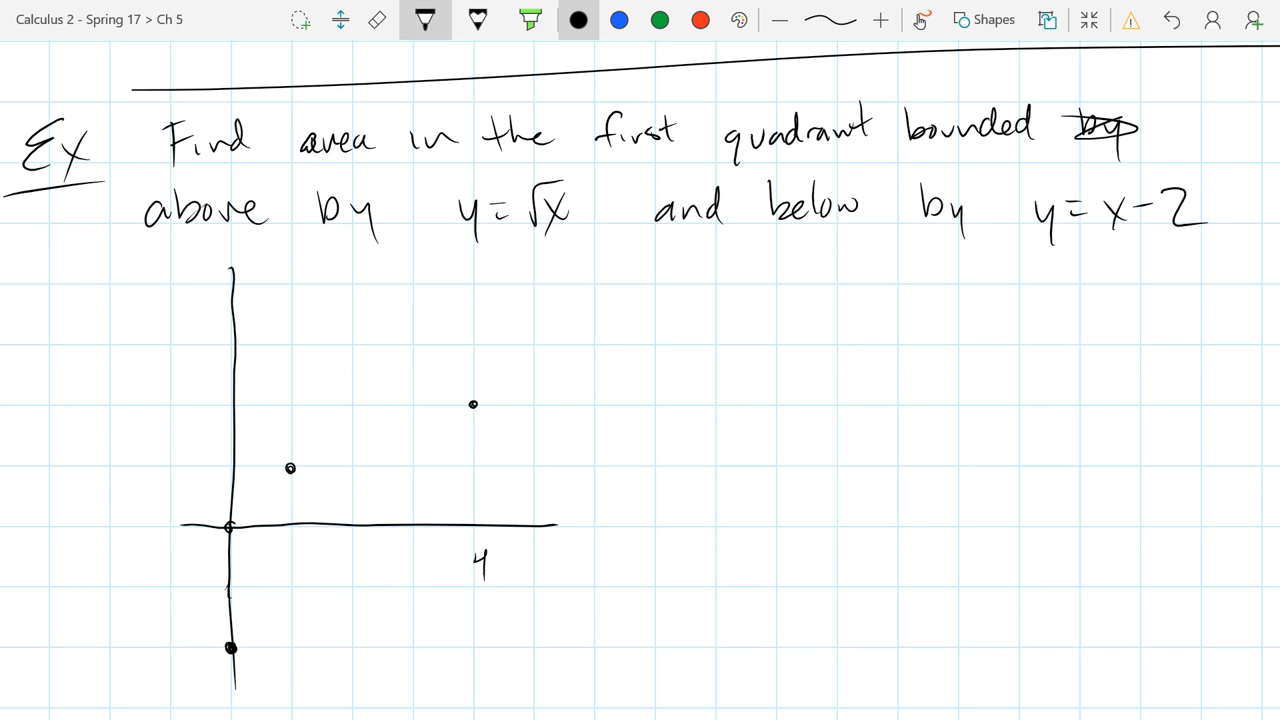 Calculus 2 - Spring 17 > Ch 5
Shapes
Ex Find area in the first quadrant bounded
above by y = √x and below by y = x - 2
4